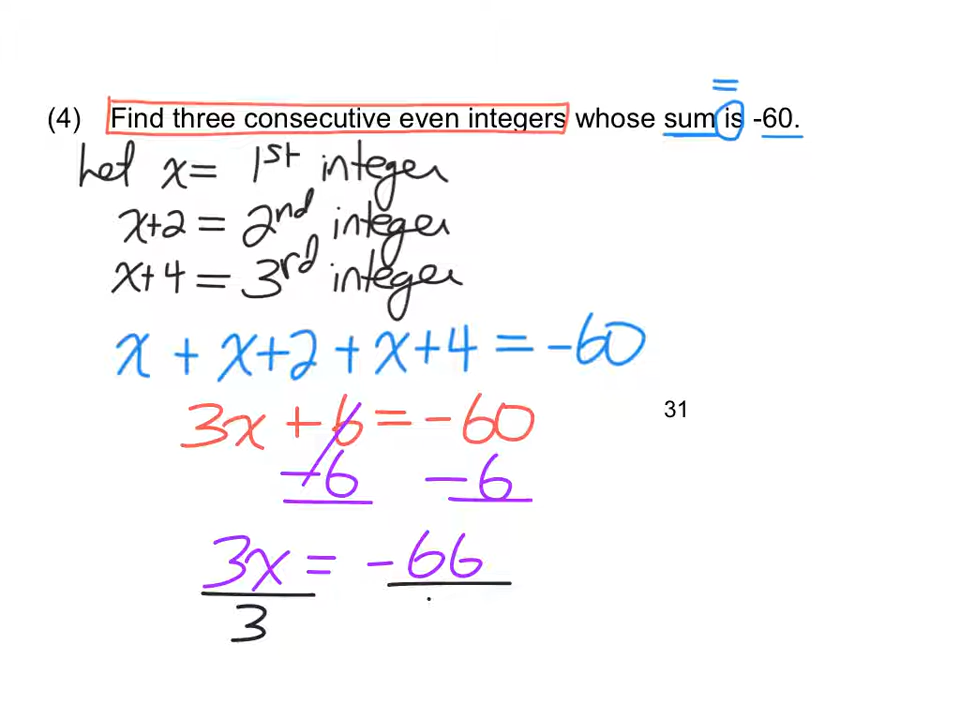 =
(4) Find three consecutive even integers whose sum is -60.
Let x = 1st integer
x+2 = 2nd integer
x+4 = 3rd integer
x + x+2 + x+4 = -60
3x + 6 = -60
31
-6 -6
3x = -66
3